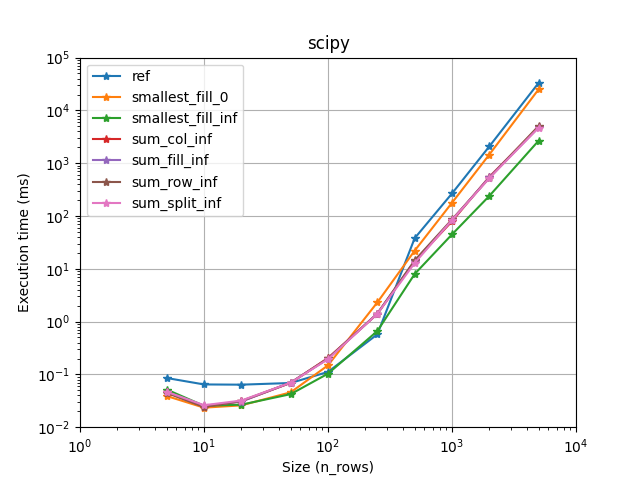 scipy
10^5
10^4
10^3
10^2
10^1
10^0
10^-1
10^-2
Execution time (ms)
ref
smallest_fill_0
smallest_fill_inf
sum_col_inf
sum_fill_inf
sum_row_inf
sum_split_inf
10^0
10^1
10^2
10^3
10^4
Size (n_rows)